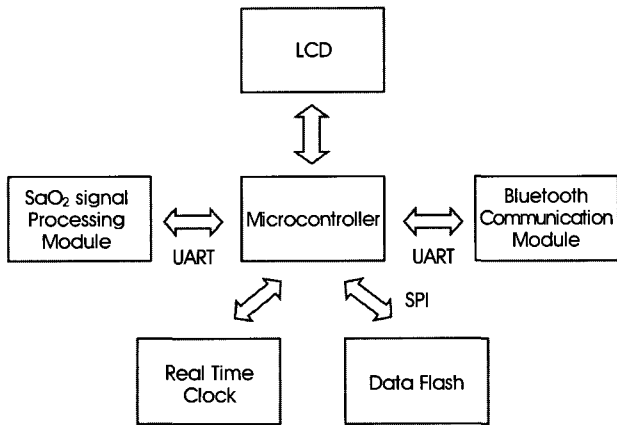 LCD
SaO₂ signal
Processing
Module
Microcontroller
Bluetooth
Communication
Module
UART
UART
SPI
Real Time
Clock
Data Flash